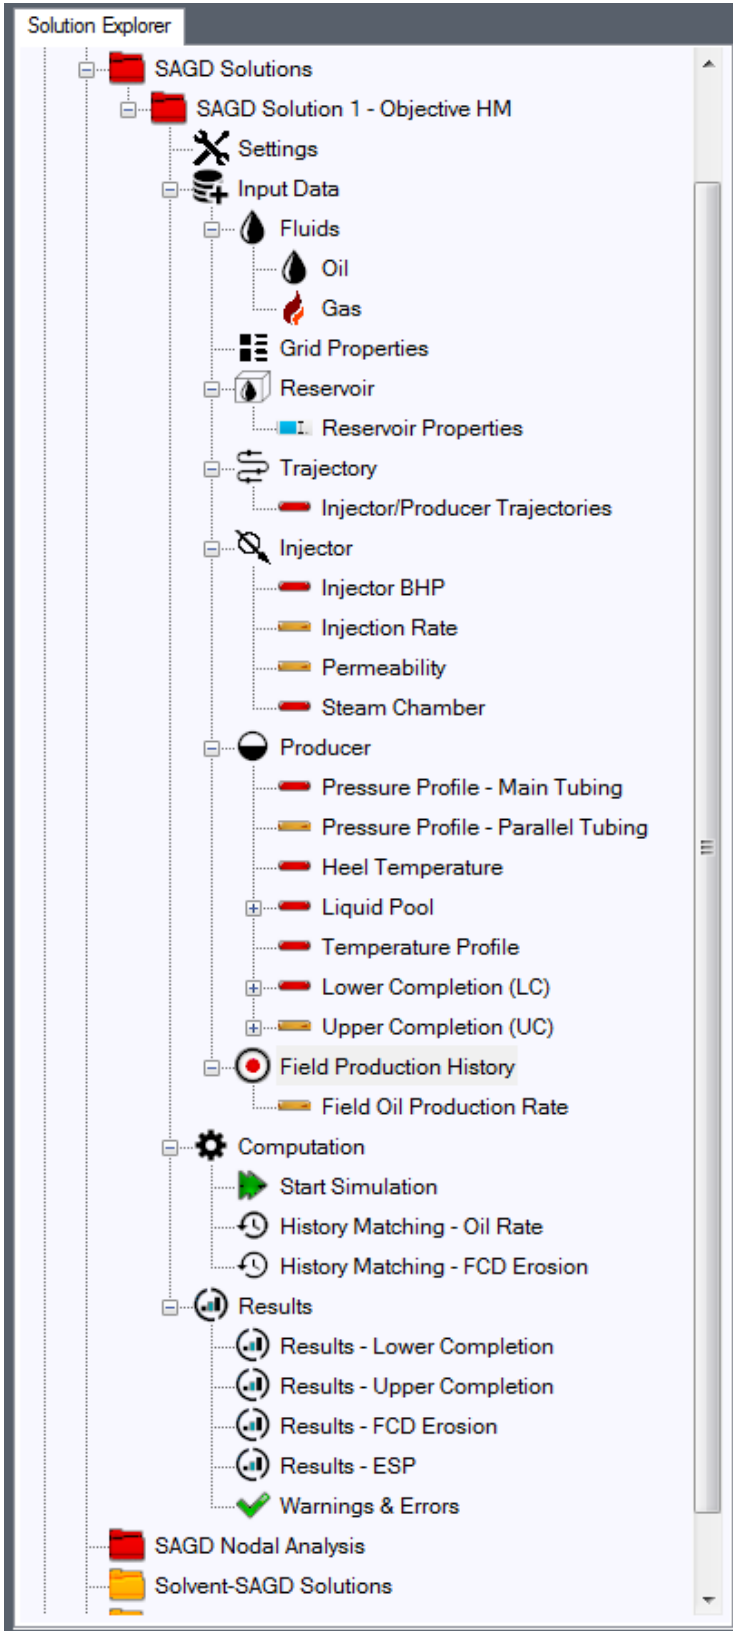 Solution Explorer
SAGD Solutions
SAGD Solution 1 - Objective HM
Settings
Input Data
Fluids
Oil
Gas
Grid Properties
Reservoir
Reservoir Properties
Trajectory
Injector/Producer Trajectories
Injector
Injector BHP
Injection Rate
Permeability
Steam Chamber
Producer
Pressure Profile - Main Tubing
Pressure Profile - Parallel Tubing
Heel Temperature
Liquid Pool
Temperature Profile
Lower Completion (LC)
Upper Completion (UC)
Field Production History
Field Oil Production Rate
Computation
Start Simulation
History Matching - Oil Rate
History Matching - FCD Erosion
Results
Results - Lower Completion
Results - Upper Completion
Results - FCD Erosion
Results - ESP
Warnings & Errors
SAGD Nodal Analysis
Solvent-SAGD Solutions